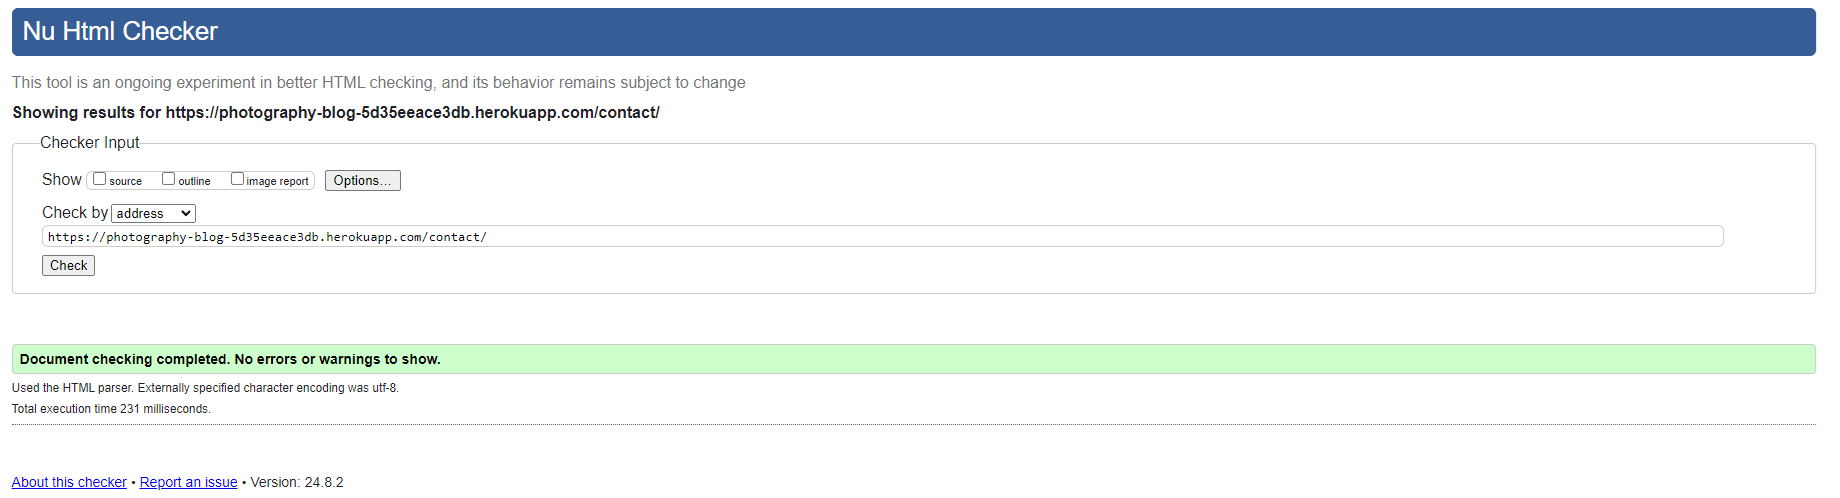 Nu Html Checker
This tool is an ongoing experiment in better HTML checking, and its behavior remains subject to change
Showing results for https://photography-blog-5d35eeace3db.herokuapp.com/contact/
Checker Input
Show source outline image report Options...
Check by address
https://photography-blog-5d35eeace3db.herokuapp.com/contact/
Check
Document checking completed. No errors or warnings to show.
Used the HTML parser. Externally specified character encoding was utf-8.
Total execution time 231 milliseconds.
About this checker • Report an issue • Version: 24.8.2